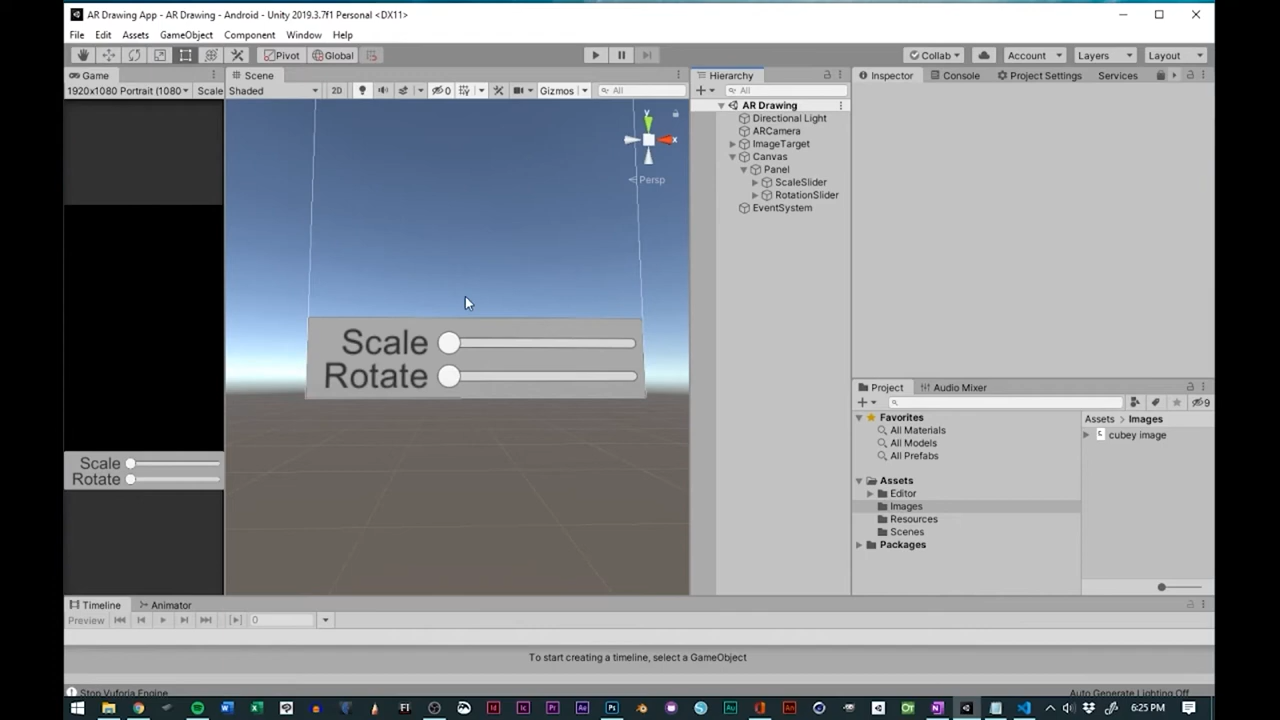 AR Drawing App - AR Drawing - Android - Unity 2019.3.7f1 Personal <DX11>
File Edit Assets GameObject Component Window Help
Pivot Global Collab Account Layers Layout
Game
1920x1080 Portrait (1080 Scale
Scene
Shaded 2D 0 Gizmos All
y
x
Persp
Scale
Rotate
Scale
Rotate
Hierarchy
All
AR Drawing
Directional Light
ARCamera
ImageTarget
Canvas
Panel
ScaleSlider
RotationSlider
EventSystem
Inspector Console Project Settings Services
Project Audio Mixer
9
Favorites
All Materials
All Models
All Prefabs
Assets
Editor
Images
Resources
Scenes
Packages
Assets > Images
cubey image
Timeline Animator
Preview 0
To start creating a timeline, select a GameObject
Stop Vuforia Engine
Auto Generate Lighting Off
6:25 PM